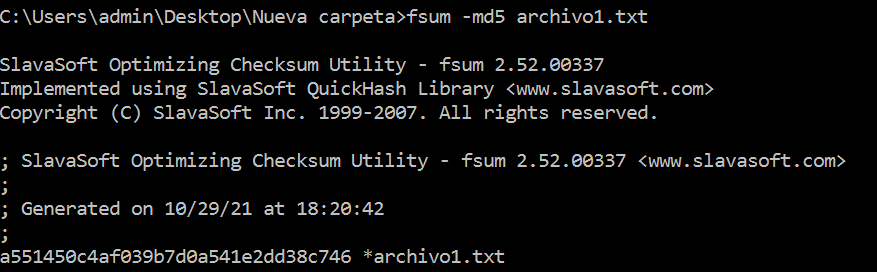 C:\Users\admin\Desktop\Nueva carpeta>fsum -md5 archivo1.txt
SlavaSoft Optimizing Checksum Utility - fsum 2.52.00337
Implemented using SlavaSoft QuickHash Library <www.slavasoft.com>
Copyright (C) SlavaSoft Inc. 1999-2007. All rights reserved.
; SlavaSoft Optimizing Checksum Utility - fsum 2.52.00337 <www.slavasoft.com>
;
; Generated on 10/29/21 at 18:20:42
;
a551450c4af039b7d0a541e2dd38c746 *archivo1.txt